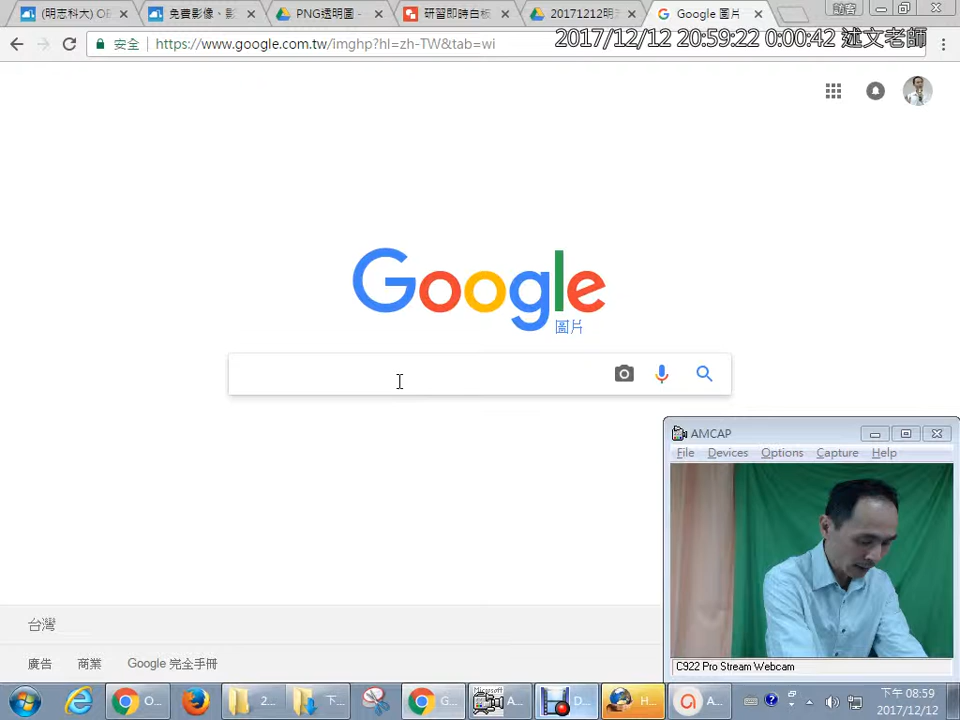 (明志科大) OE
免費影像、影
PNG透明圖 -
研習即時白板
20171212明
Google 圖片
訪客
安全
https://www.google.com.tw/imghp?hl=zh-TW&tab=wi
2017/12/12 20:59:22 0:00:42 述文老師
Google
圖片
AMCAP
File Devices Options Capture Help
C922 Pro Stream Webcam
台灣
廣告 商業 Google 完全手冊
O...
2...
下...
G...
Microsoft
A...
D...
H...
A...
下午 08:59
2017/12/12